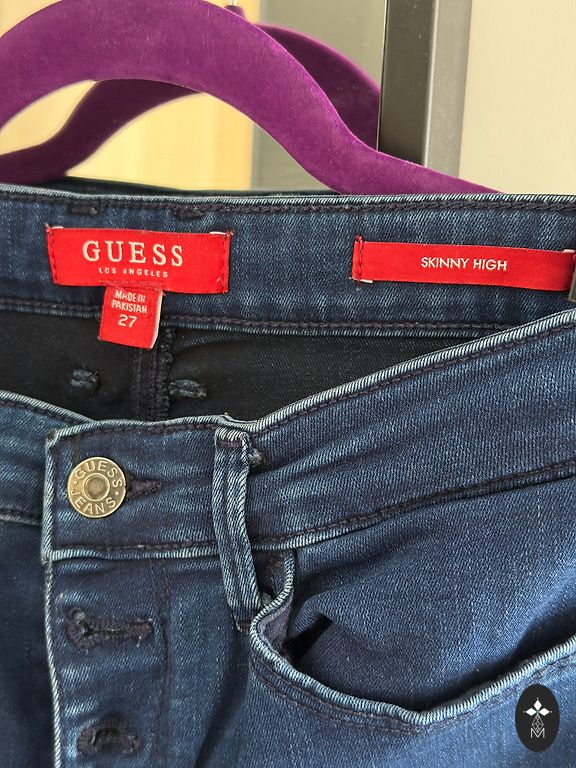 GUESS
LOS ANGELES
MADE IN
PAKISTAN
27
SKINNY HIGH
GUESS
JEANS
M